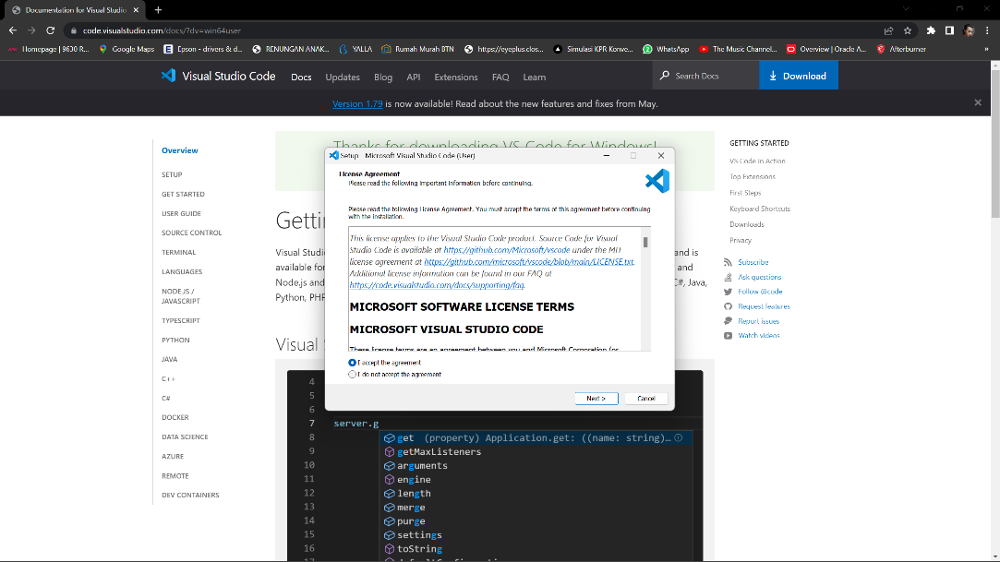 Documentation for Visual Studio
code.visualstudio.com/docs/?dv=win64user
Homepage | 9630 R...
Google Maps
Epson - drivers & d...
RENUNGAN ANAK...
YALLA
Rumah Murah BTN
https://eyeplus.clos...
Simulasi KPR Konve...
WhatsApp
The Music Channel...
Overview | Oracle A...
Afterburner
»
Visual Studio Code
Docs
Updates
Blog
API
Extensions
FAQ
Learn
Search Docs
Download
Version 1.79 is now available! Read about the new features and fixes from May.
Overview
SETUP
GET STARTED
USER GUIDE
SOURCE CONTROL
TERMINAL
LANGUAGES
NODE.JS /
JAVASCRIPT
TYPESCRIPT
PYTHON
JAVA
C++
C#
DOCKER
DATA SCIENCE
AZURE
REMOTE
DEV CONTAINERS
Thanks for downloading VS Code for Windows!
Setup - Microsoft Visual Studio Code (User)
License Agreement
Please read the following important information before continuing.
Please read the following License Agreement. You must accept the terms of this agreement before continuing
with the installation.
This license applies to the Visual Studio Code product. Source Code for Visual
Studio Code is available at https://github.com/Microsoft/vscode under the MIT
license agreement at https://github.com/microsoft/vscode/blob/main/LICENSE.txt.
Additional license information can be found in our FAQ at
https://code.visualstudio.com/docs/supporting/faq.
MICROSOFT SOFTWARE LICENSE TERMS
MICROSOFT VISUAL STUDIO CODE
These license terms are an agreement between you and Microsoft Corporation (or
I accept the agreement
I do not accept the agreement
Next >
Cancel
Visual Stud
available for
Node.js and
Python, PHP
and is
C#, Java,
Visual
4
5
6
7 server.g
8 get (property) Application.get: ((name: string)...
9 getMaxListeners
10 arguments
11 engine
12 length
13 merge
14 purge
15 settings
16 toString
17
GETTING STARTED
VS Code in Action
Top Extensions
First Steps
Keyboard Shortcuts
Downloads
Privacy
Subscribe
Ask questions
Follow @code
Request features
Report issues
Watch videos